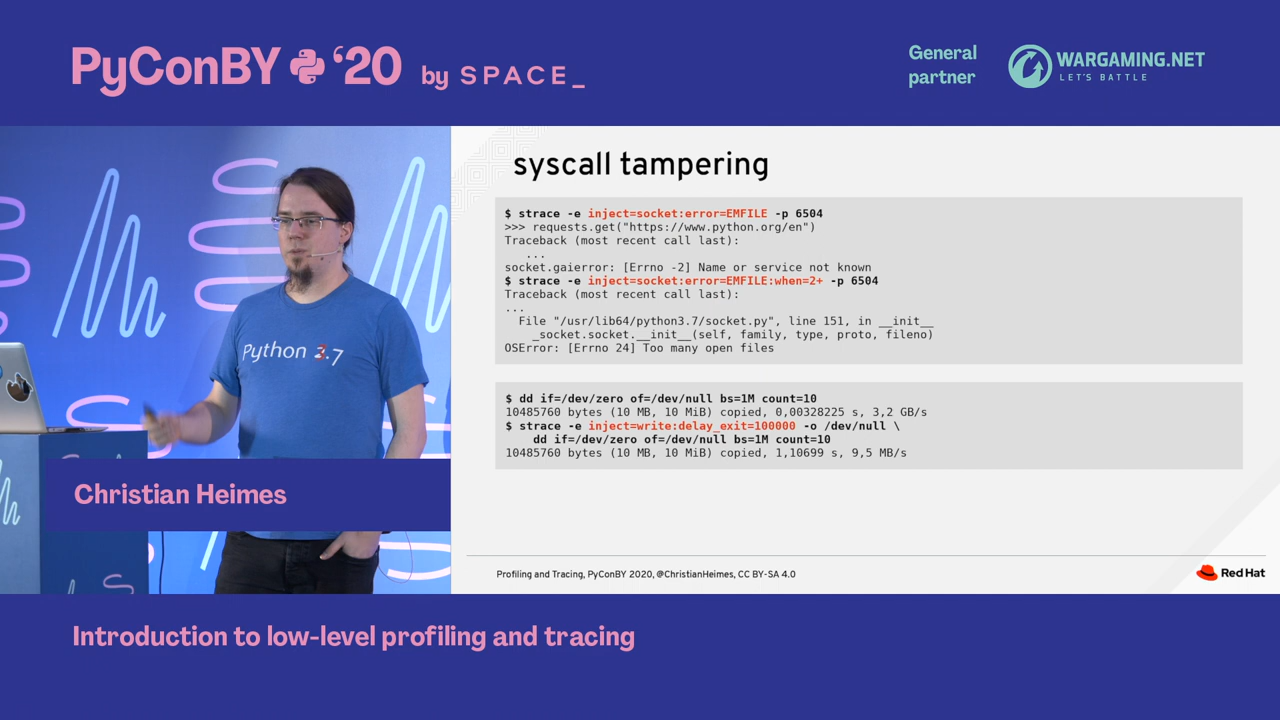 PyConBY '20 by SPACE_
General
partner
WARGAMING.NET
LET'S BATTLE
Python 2.7
Christian Heimes
syscall tampering
$ strace -e inject=socket:error=EMFILE -p 6504
>>> requests.get("https://www.python.org/en")
Traceback (most recent call last):
...
socket.gaierror: [Errno -2] Name or service not known
$ strace -e inject=socket:error=EMFILE:when=2+ -p 6504
Traceback (most recent call last):
...
File "/usr/lib64/python3.7/socket.py", line 151, in __init__
_socket.socket.__init__(self, family, type, proto, fileno)
OSError: [Errno 24] Too many open files
$ dd if=/dev/zero of=/dev/null bs=1M count=10
10485760 bytes (10 MB, 10 MiB) copied, 0,00328225 s, 3,2 GB/s
$ strace -e inject=write:delay_exit=100000 -o /dev/null \
dd if=/dev/zero of=/dev/null bs=1M count=10
10485760 bytes (10 MB, 10 MiB) copied, 1,10699 s, 9,5 MB/s
Profiling and Tracing, PyConBY 2020, @ChristianHeimes, CC BY-SA 4.0
Red Hat
Introduction to low-level profiling and tracing